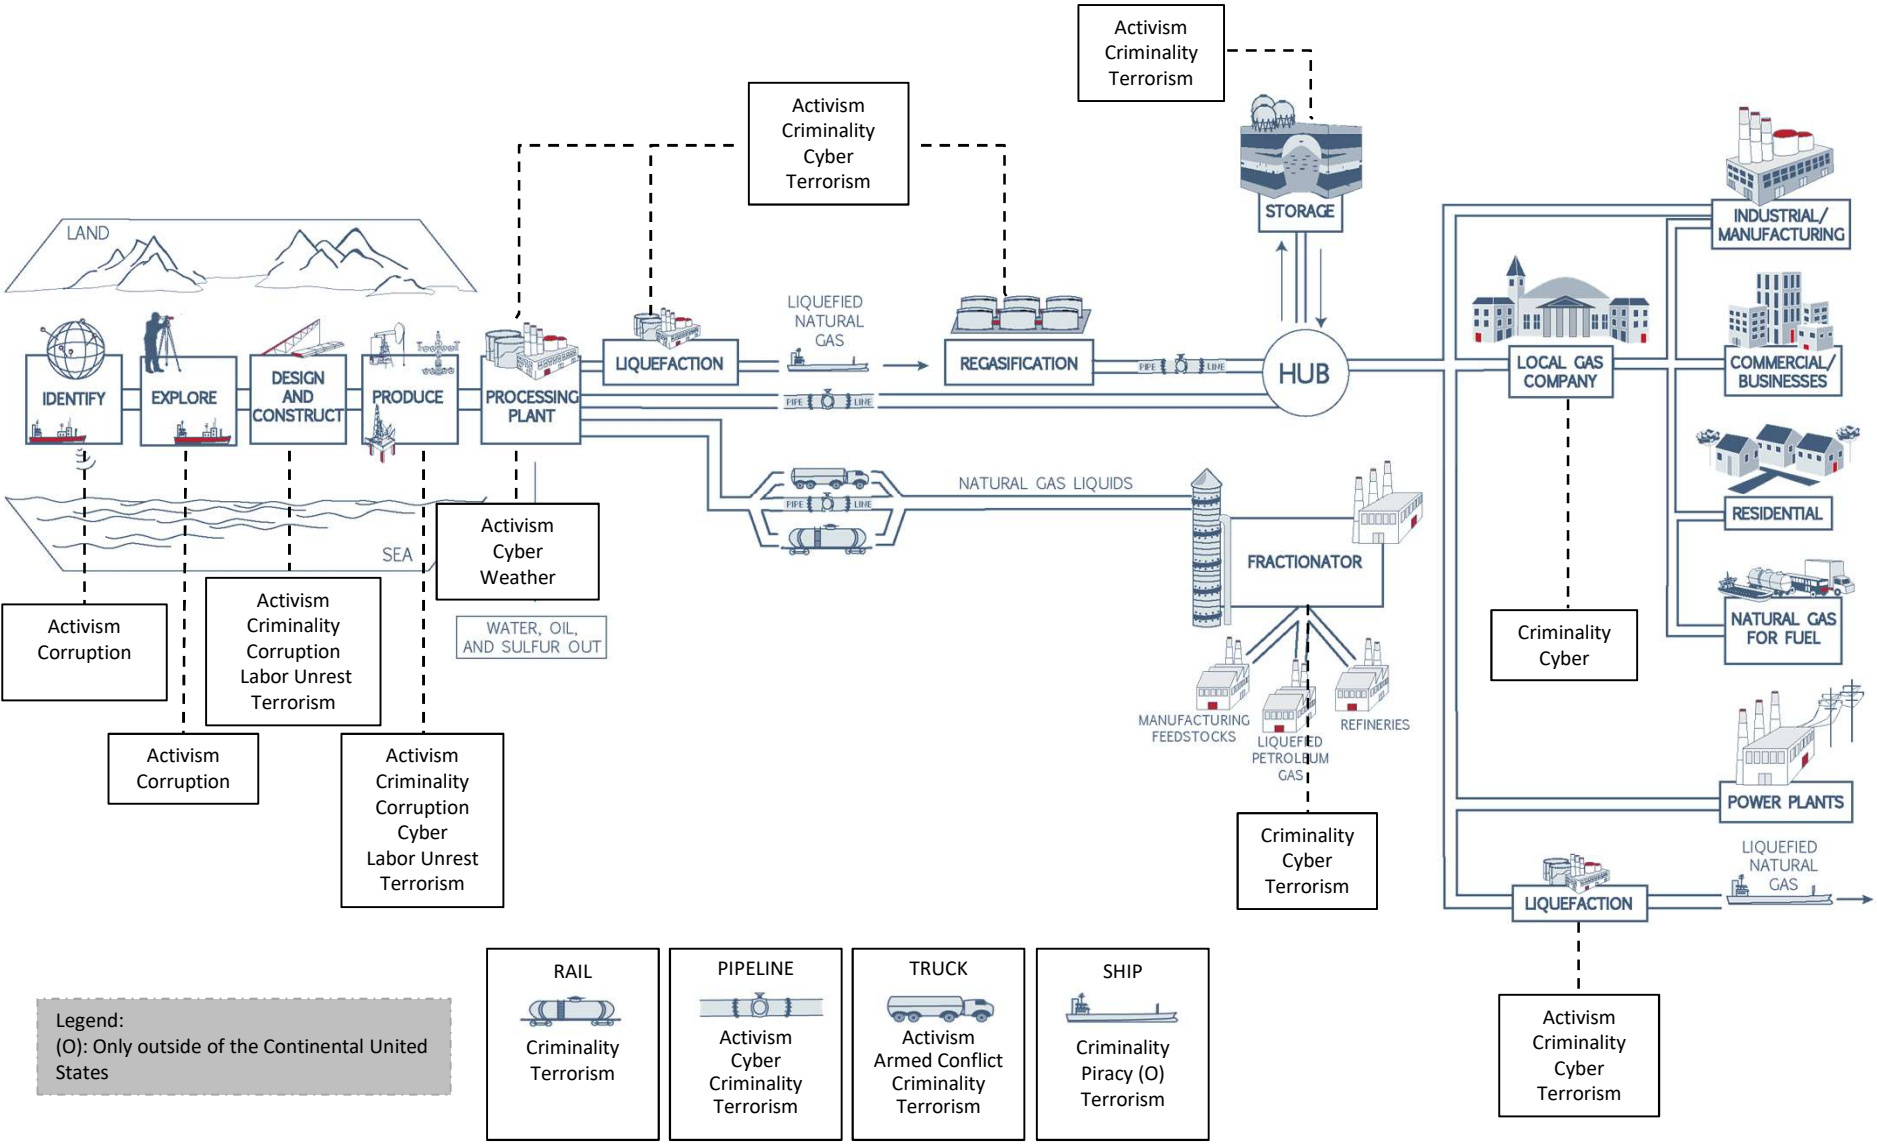 Activism
Criminality
Terrorism
Activism
Criminality
Cyber
Terrorism
LAND
STORAGE
INDUSTRIAL/
MANUFACTURING
LIQUEFIED
NATURAL
GAS
LIQUEFACTION
REGASIFICATION
PIPE LINE
HUB
LOCAL GAS
COMPANY
COMMERCIAL/
BUSINESSES
IDENTIFY
EXPLORE
DESIGN
AND
CONSTRUCT
PRODUCE
PROCESSING
PLANT
PIPE LINE
NATURAL GAS LIQUIDS
PIPE LINE
RESIDENTIAL
SEA
Activism
Cyber
Weather
FRACTIONATOR
WATER, OIL,
AND SULFUR OUT
NATURAL GAS
FOR FUEL
Activism
Corruption
Activism
Criminality
Corruption
Labor Unrest
Terrorism
Criminality
Cyber
Activism
Corruption
Activism
Criminality
Corruption
Cyber
Labor Unrest
Terrorism
MANUFACTURING
FEEDSTOCKS
LIQUEFIED
PETROLEUM
GAS
REFINERIES
POWER PLANTS
Criminality
Cyber
Terrorism
LIQUEFIED
NATURAL
GAS
LIQUEFACTION
Activism
Criminality
Cyber
Terrorism
RAIL
Criminality
Terrorism
PIPELINE
Activism
Cyber
Criminality
Terrorism
TRUCK
Activism
Armed Conflict
Criminality
Terrorism
SHIP
Criminality
Piracy (O)
Terrorism
Legend:
(O): Only outside of the Continental United
States